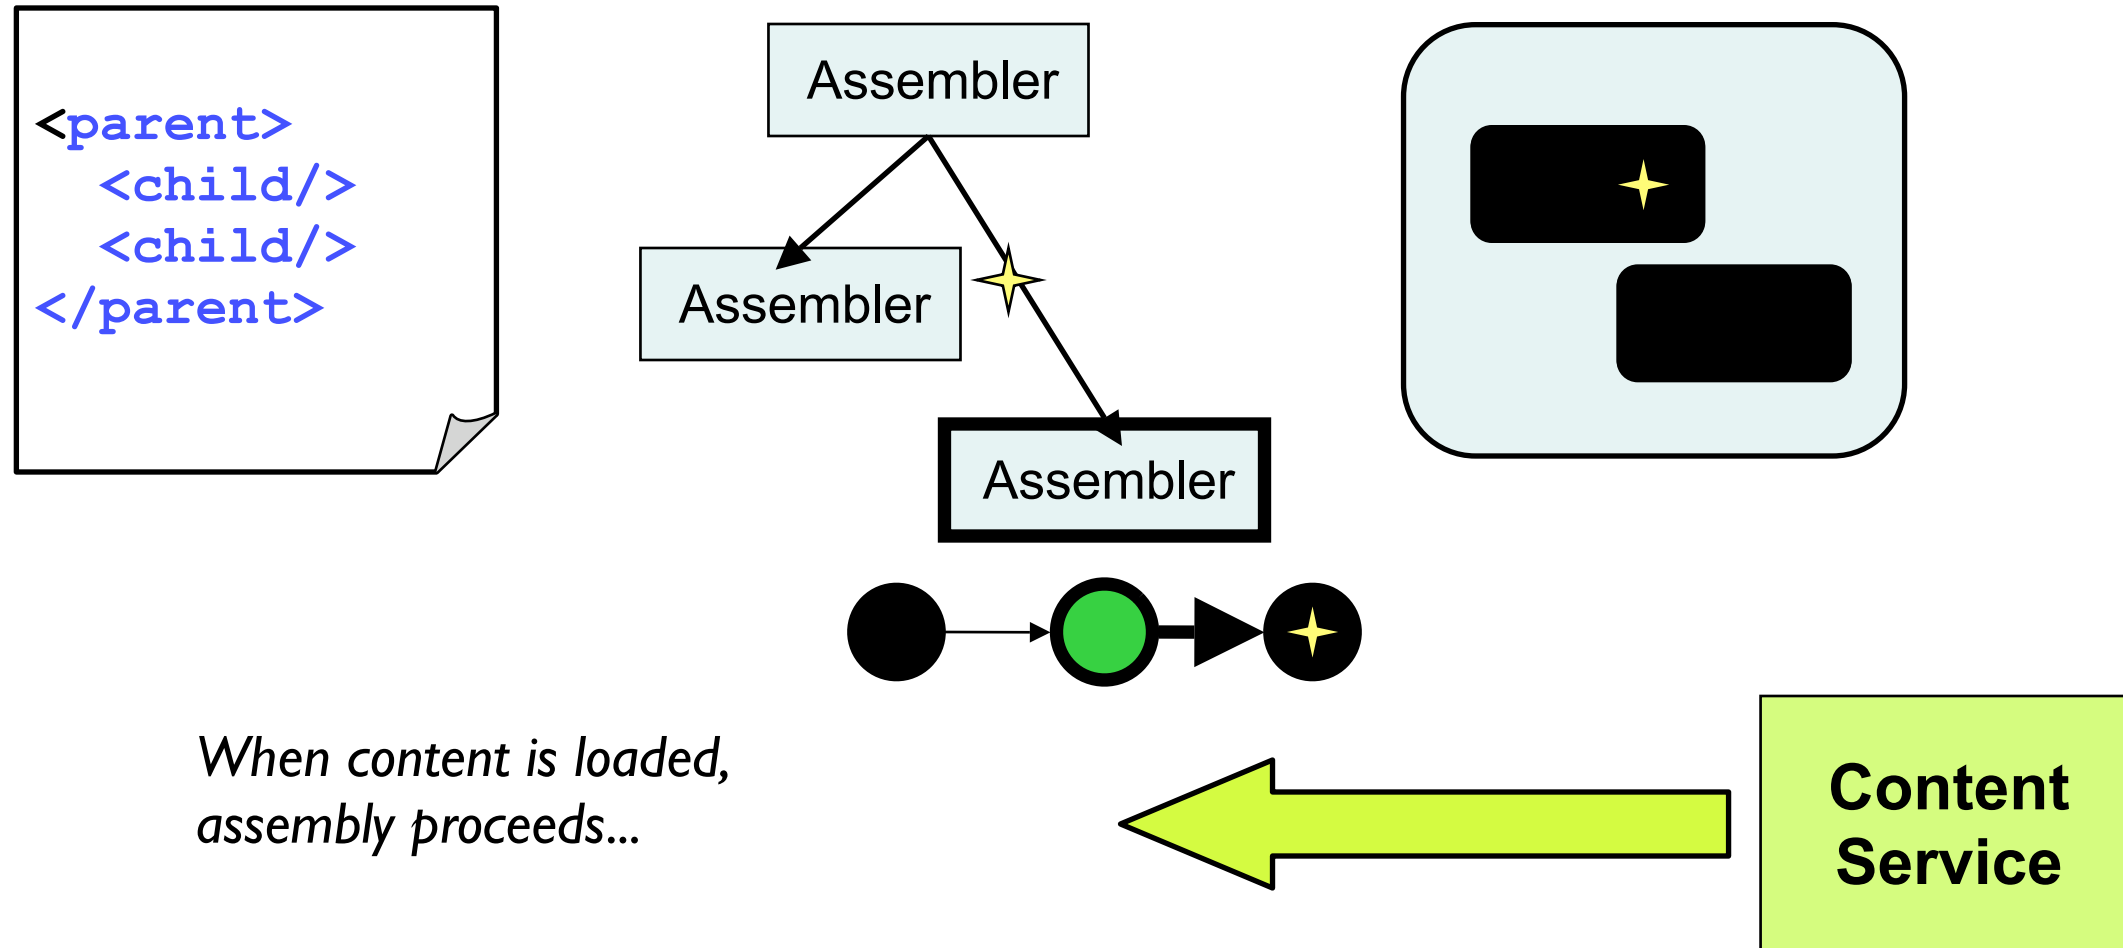 <parent>
  <child/>
  <child/>
</parent>
Assembler
Assembler
Assembler
When content is loaded,
assembly proceeds...
Content
Service